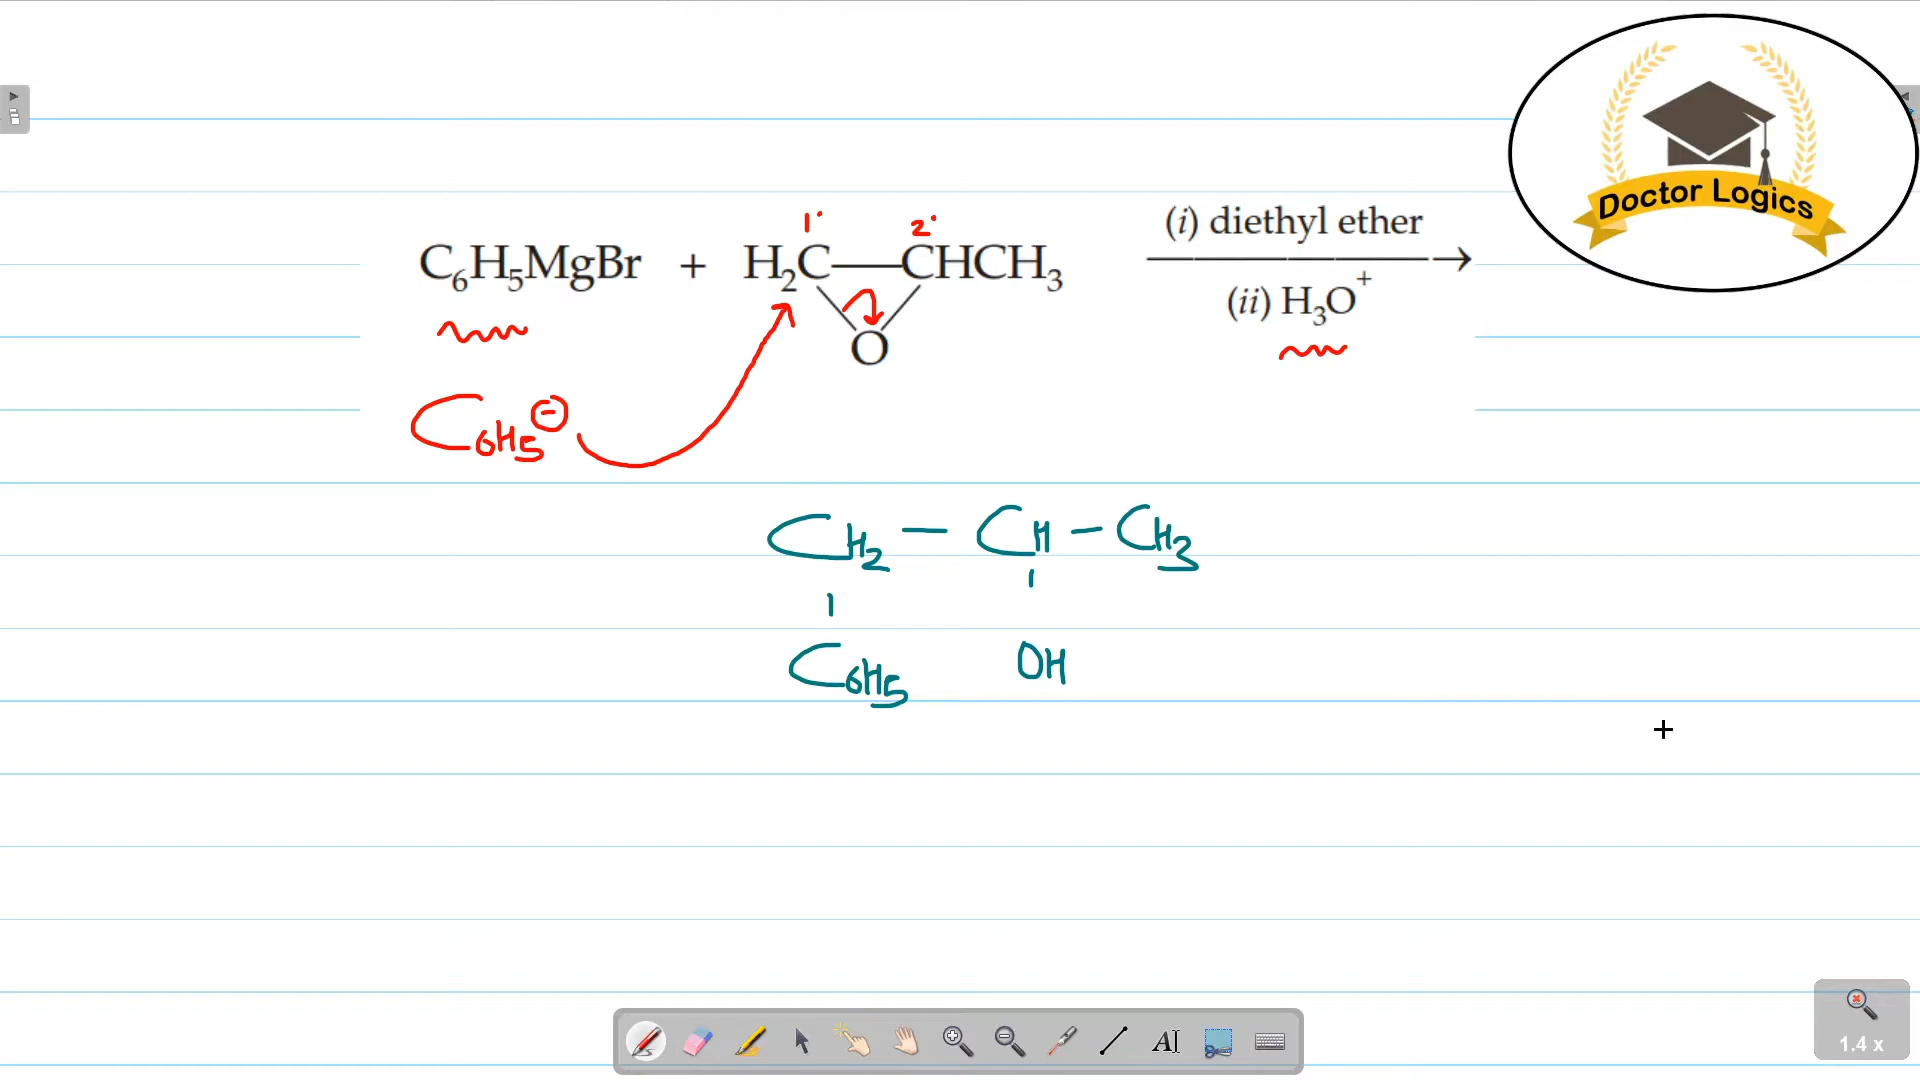 Doctor Logics
1° 2°
(i) diethyl ether
C₆H₅MgBr + H₂C—CHCH₃ →
(ii) H₃O⁺
O
C₆H₅⊖
CH₂ — CH — CH₃
C₆H₅ OH
AI
1.4 x